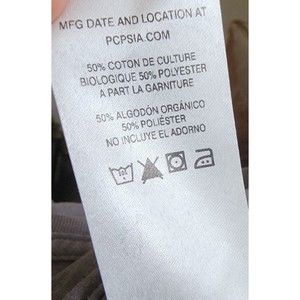 MFG DATE AND LOCATION AT
PCPSIA.COM
50% COTON DE CULTURE
BIOLOGIQUE 50% POLYESTER
A PART LA GARNITURE
50% ALGODÓN ORGÁNICO
50% POLIÉSTER
NO INCLUYE EL ADORNO